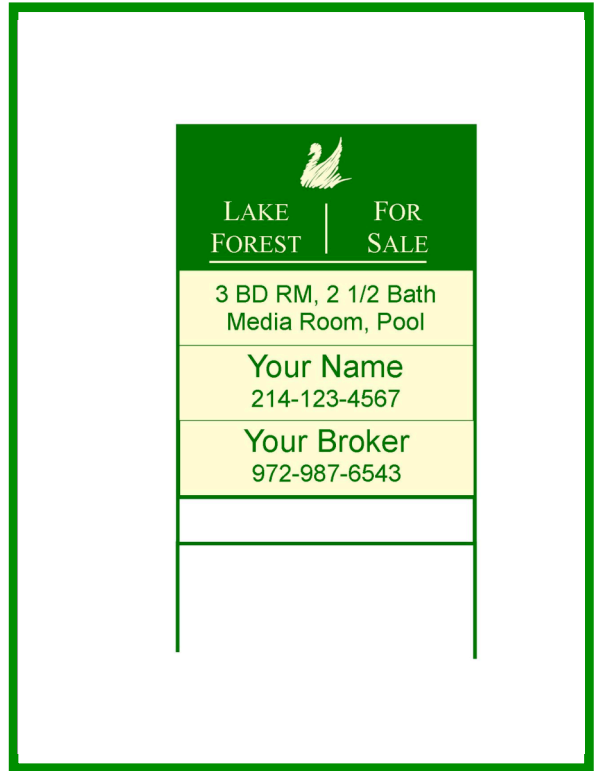 LAKE FOREST
FOR SALE
3 BD RM, 2 1/2 Bath
Media Room, Pool
Your Name
214-123-4567
Your Broker
972-987-6543